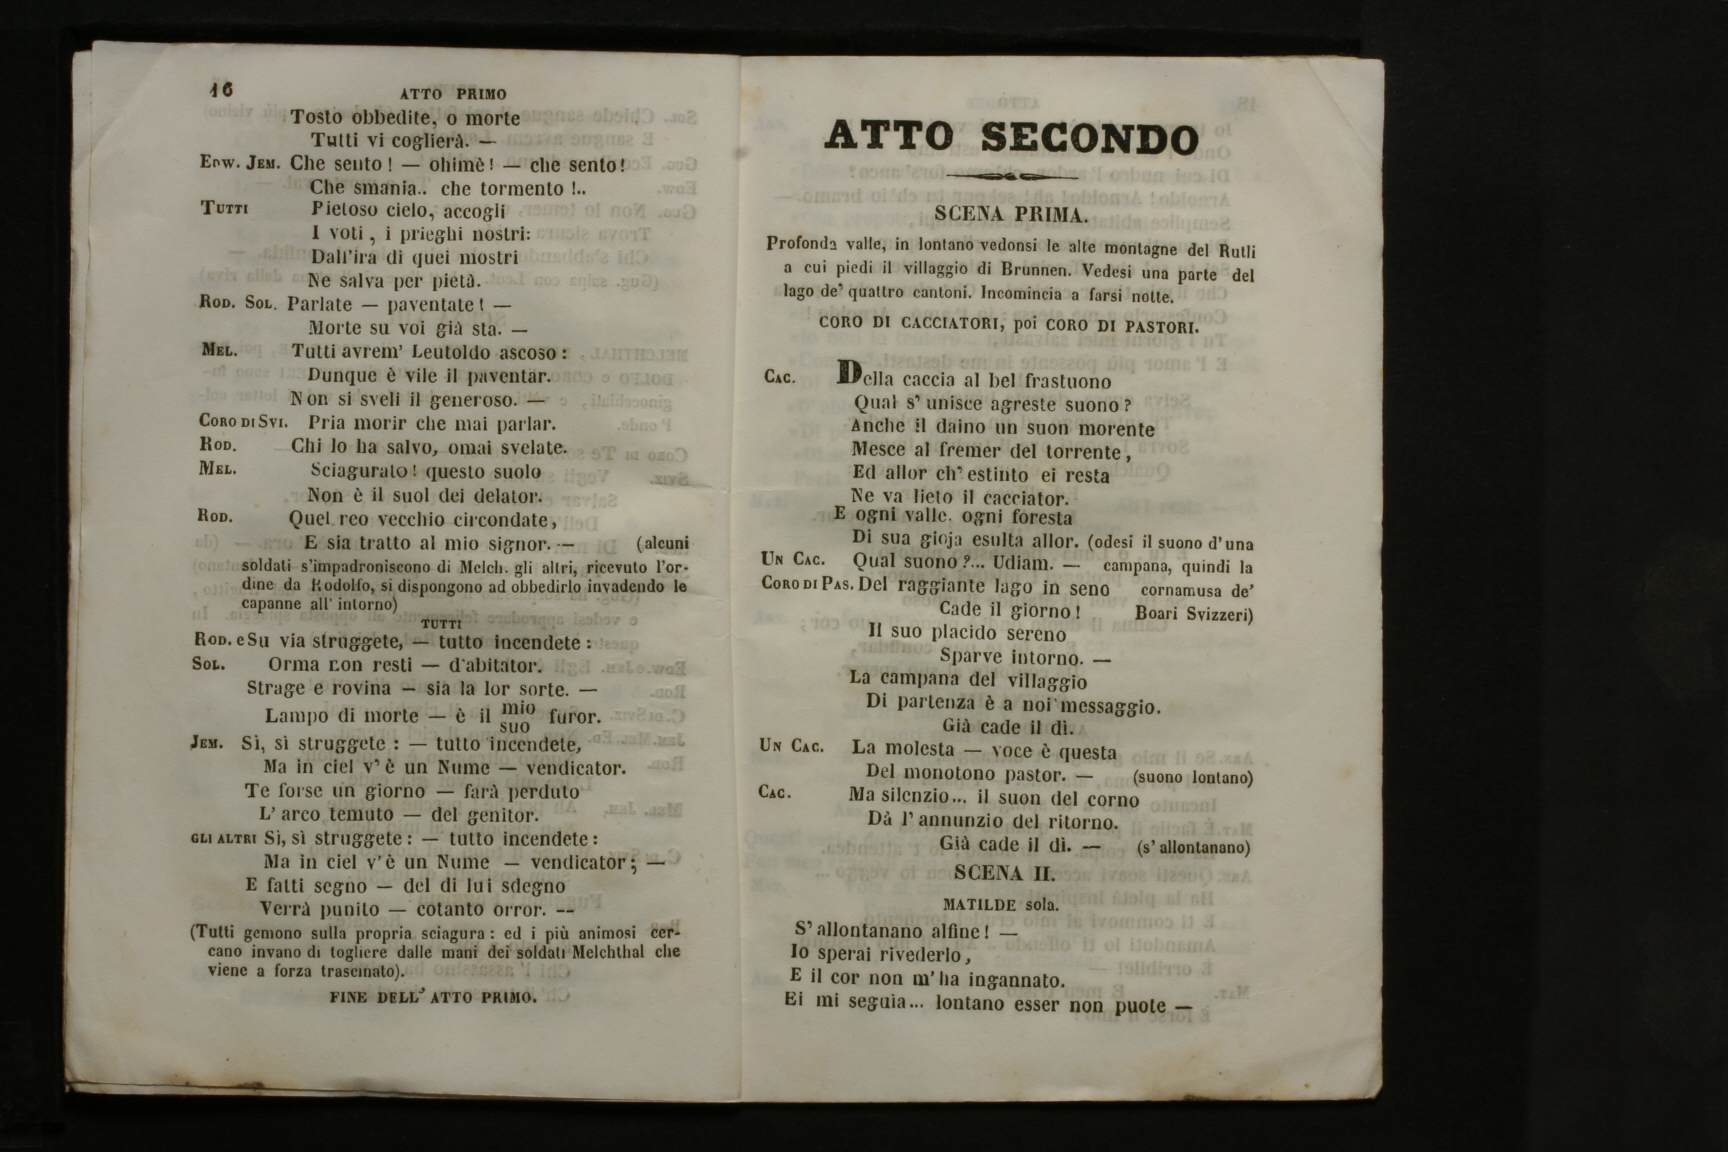 16
ATTO PRIMO
Tosto obbedite, o morte
Tutti vi coglierà. —
EDW. JEM. Che sento! — ohimè! — che sento!
Che smania.. che tormento!..
TUTTI Pietoso cielo, accogli
I voti, i prieghi nostri:
Dall'ira di quei mostri
Ne salva per pietà.
ROD. SOL. Parlate — paventate! —
Morte su voi già sta. —
MEL. Tutti avrem' Leutoldo ascoso:
Dunque è vile il paventar.
Non si sveli il generoso. —
CORO DI SVI. Pria morir che mai parlar.
ROD. Chi lo ha salvo, omai svelate.
MEL. Sciagurato! questo suolo
Non è il suol dei delator.
ROD. Quel reo vecchio circondate,
E sia tratto al mio signor. — (alcuni
soldati s'impadroniscono di Melch. gli altri, ricevuto l'or-
dine da Rodolfo, si dispongono ad obbedirlo invadendo le
capanne all' intorno)
TUTTI
ROD. e Su via struggete, — tutto incendete:
SOL. Orma non resti — d'abitator.
Strage e rovina — sia la lor sorte. —
Lampo di morte — è il mio furor.
suo
JEM. Sì, sì struggete: — tutto incendete,
Ma in ciel v'è un Nume — vendicator.
Te forse un giorno — farà perduto
L'arco temuto — del genitor.
GLI ALTRI Sì, sì struggete: — tutto incendete:
Ma in ciel v'è un Nume — vendicator; —
E fatti segno — del di lui sdegno
Verrà punito — cotanto orror. --
(Tutti gemono sulla propria sciagura: ed i più animosi cer-
cano invano di togliere dalle mani dei soldati Melchthal che
viene a forza trascinato).
FINE DELL' ATTO PRIMO.
ATTO SECONDO
SCENA PRIMA.
Profonda valle, in lontano vedonsi le alte montagne del Rutli
a cui piedi il villaggio di Brunnen. Vedesi una parte del
lago de' quattro cantoni. Incomincia a farsi notte.
CORO DI CACCIATORI, poi CORO DI PASTORI.
CAC. Della caccia al bel frastuono
Qual s'unisce agreste suono?
Anche il daino un suon morente
Mesce al fremer del torrente,
Ed allor ch'estinto ei resta
Ne va lieto il cacciator.
E ogni valle. ogni foresta
Di sua gioja esulta allor. (odesi il suono d'una
UN CAC. Qual suono?... Udiam. — campana, quindi la
CORO DI PAS. Del raggiante lago in seno cornamusa de'
Cade il giorno! Boari Svizzeri)
Il suo placido sereno
Sparve intorno. —
La campana del villaggio
Di partenza è a noi messaggio.
Già cade il dì.
UN CAC. La molesta — voce è questa
Del monotono pastor. — (suono lontano)
CAC. Ma silenzio... il suon del corno
Dà l'annunzio del ritorno.
Già cade il dì. — (s'allontanano)
SCENA II.
MATILDE sola.
S'allontanano alfine! —
Io sperai rivederlo,
E il cor non m'ha ingannato.
Ei mi seguia... lontano esser non puote —